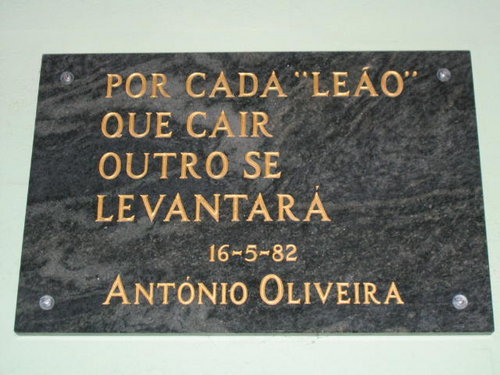 POR CADA "LEÃO"
QUE CAIR
OUTRO SE
LEVANTARÁ
16-5-82
ANTÓNIO OLIVEIRA